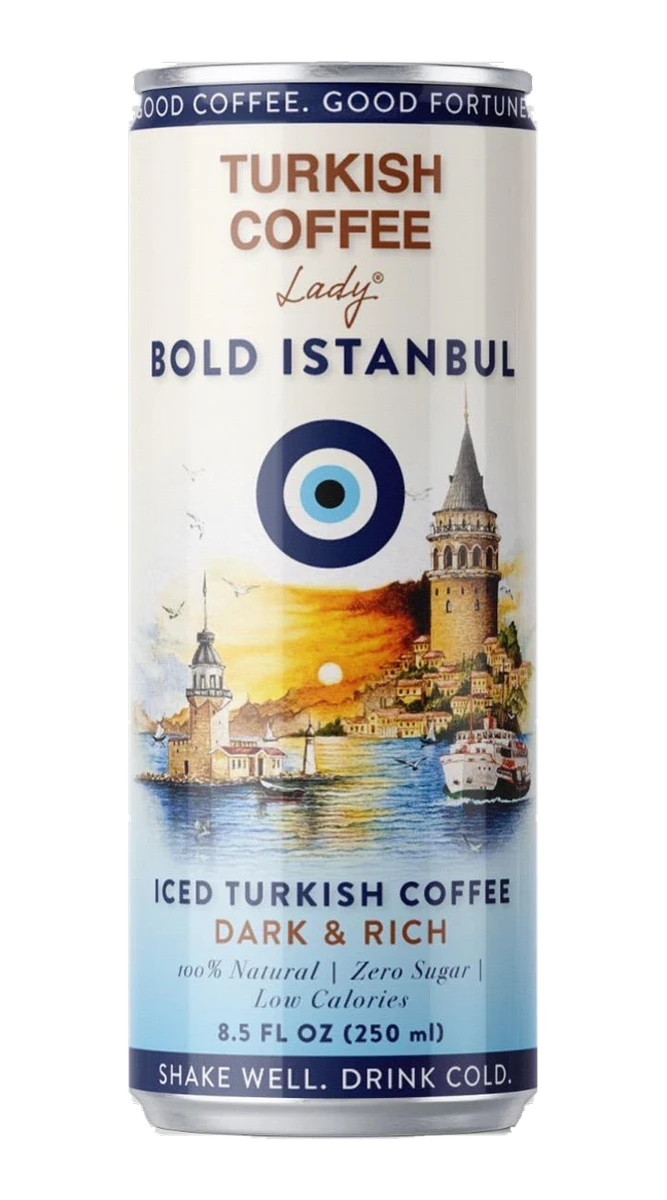 GOOD COFFEE. GOOD FORTUNE.
TURKISH
COFFEE
Lady®
BOLD ISTANBUL
ICED TURKISH COFFEE
DARK & RICH
100% Natural | Zero Sugar |
Low Calories
8.5 FL OZ (250 ml)
SHAKE WELL. DRINK COLD.